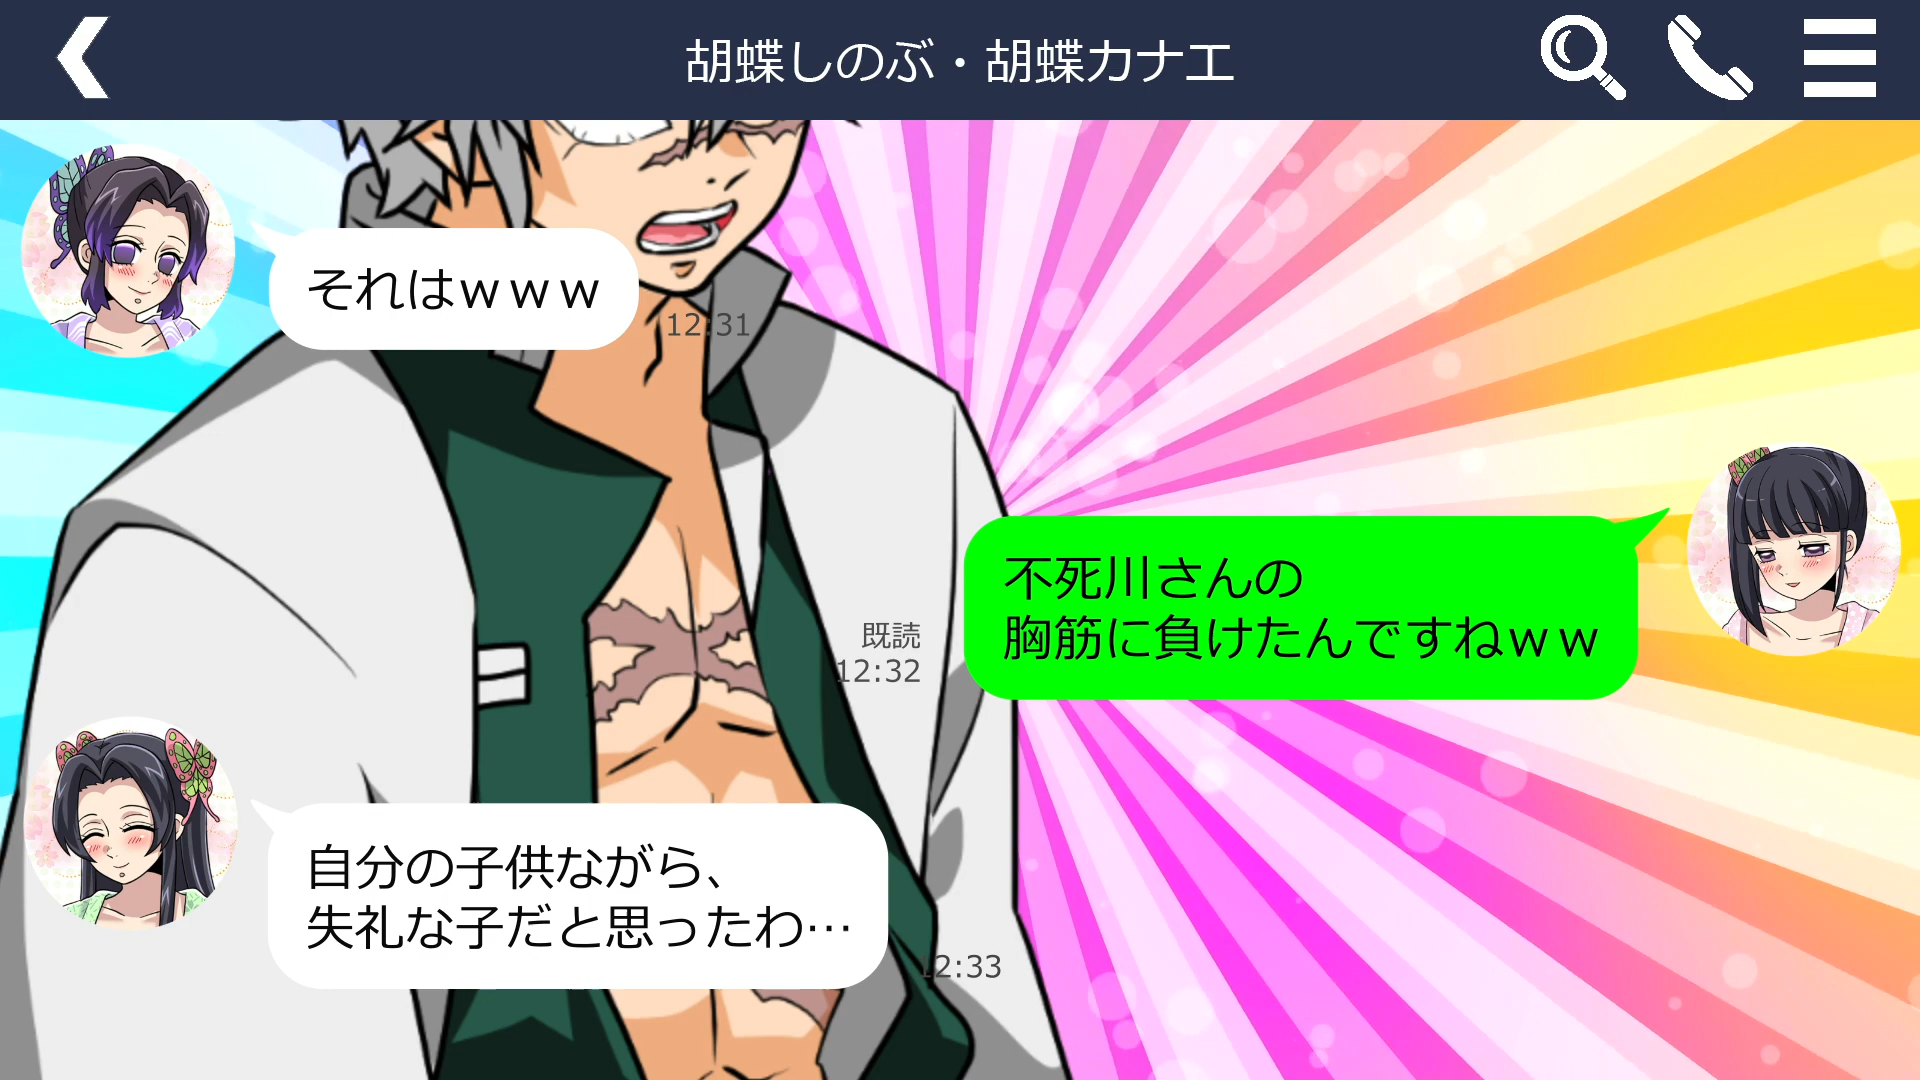 胡蝶しのぶ・胡蝶カナエ
それはｗｗｗ
12:31
不死川さんの
胸筋に負けたんですねｗｗ
既読
12:32
自分の子供ながら、
失礼な子だと思ったわ…
12:33